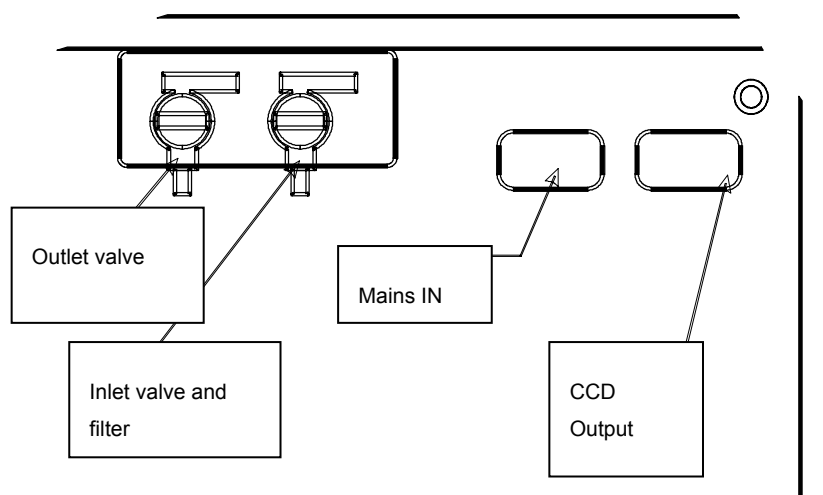 Outlet valve
Mains IN
Inlet valve and
filter
CCD
Output